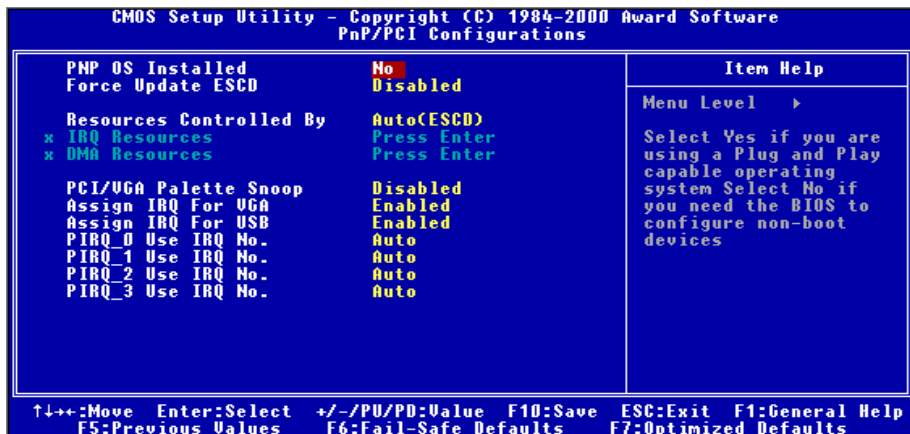 CMOS Setup Utility - Copyright (C) 1984-2000 Award Software
PnP/PCI Configurations
PNP OS Installed No
Force Update ESCD Disabled
Resources Controlled By Auto(ESCD)
x IRQ Resources Press Enter
x DMA Resources Press Enter
PCI/VGA Palette Snoop Disabled
Assign IRQ For VGA Enabled
Assign IRQ For USB Enabled
PIRQ_0 Use IRQ No. Auto
PIRQ_1 Use IRQ No. Auto
PIRQ_2 Use IRQ No. Auto
PIRQ_3 Use IRQ No. Auto
Item Help
Menu Level ▸
Select Yes if you are
using a Plug and Play
capable operating
system Select No if
you need the BIOS to
configure non-boot
devices
↑↓→←:Move Enter:Select +/-/PU/PD:Value F10:Save ESC:Exit F1:General Help
F5:Previous Values F6:Fail-Safe Defaults F7:Optimized Defaults